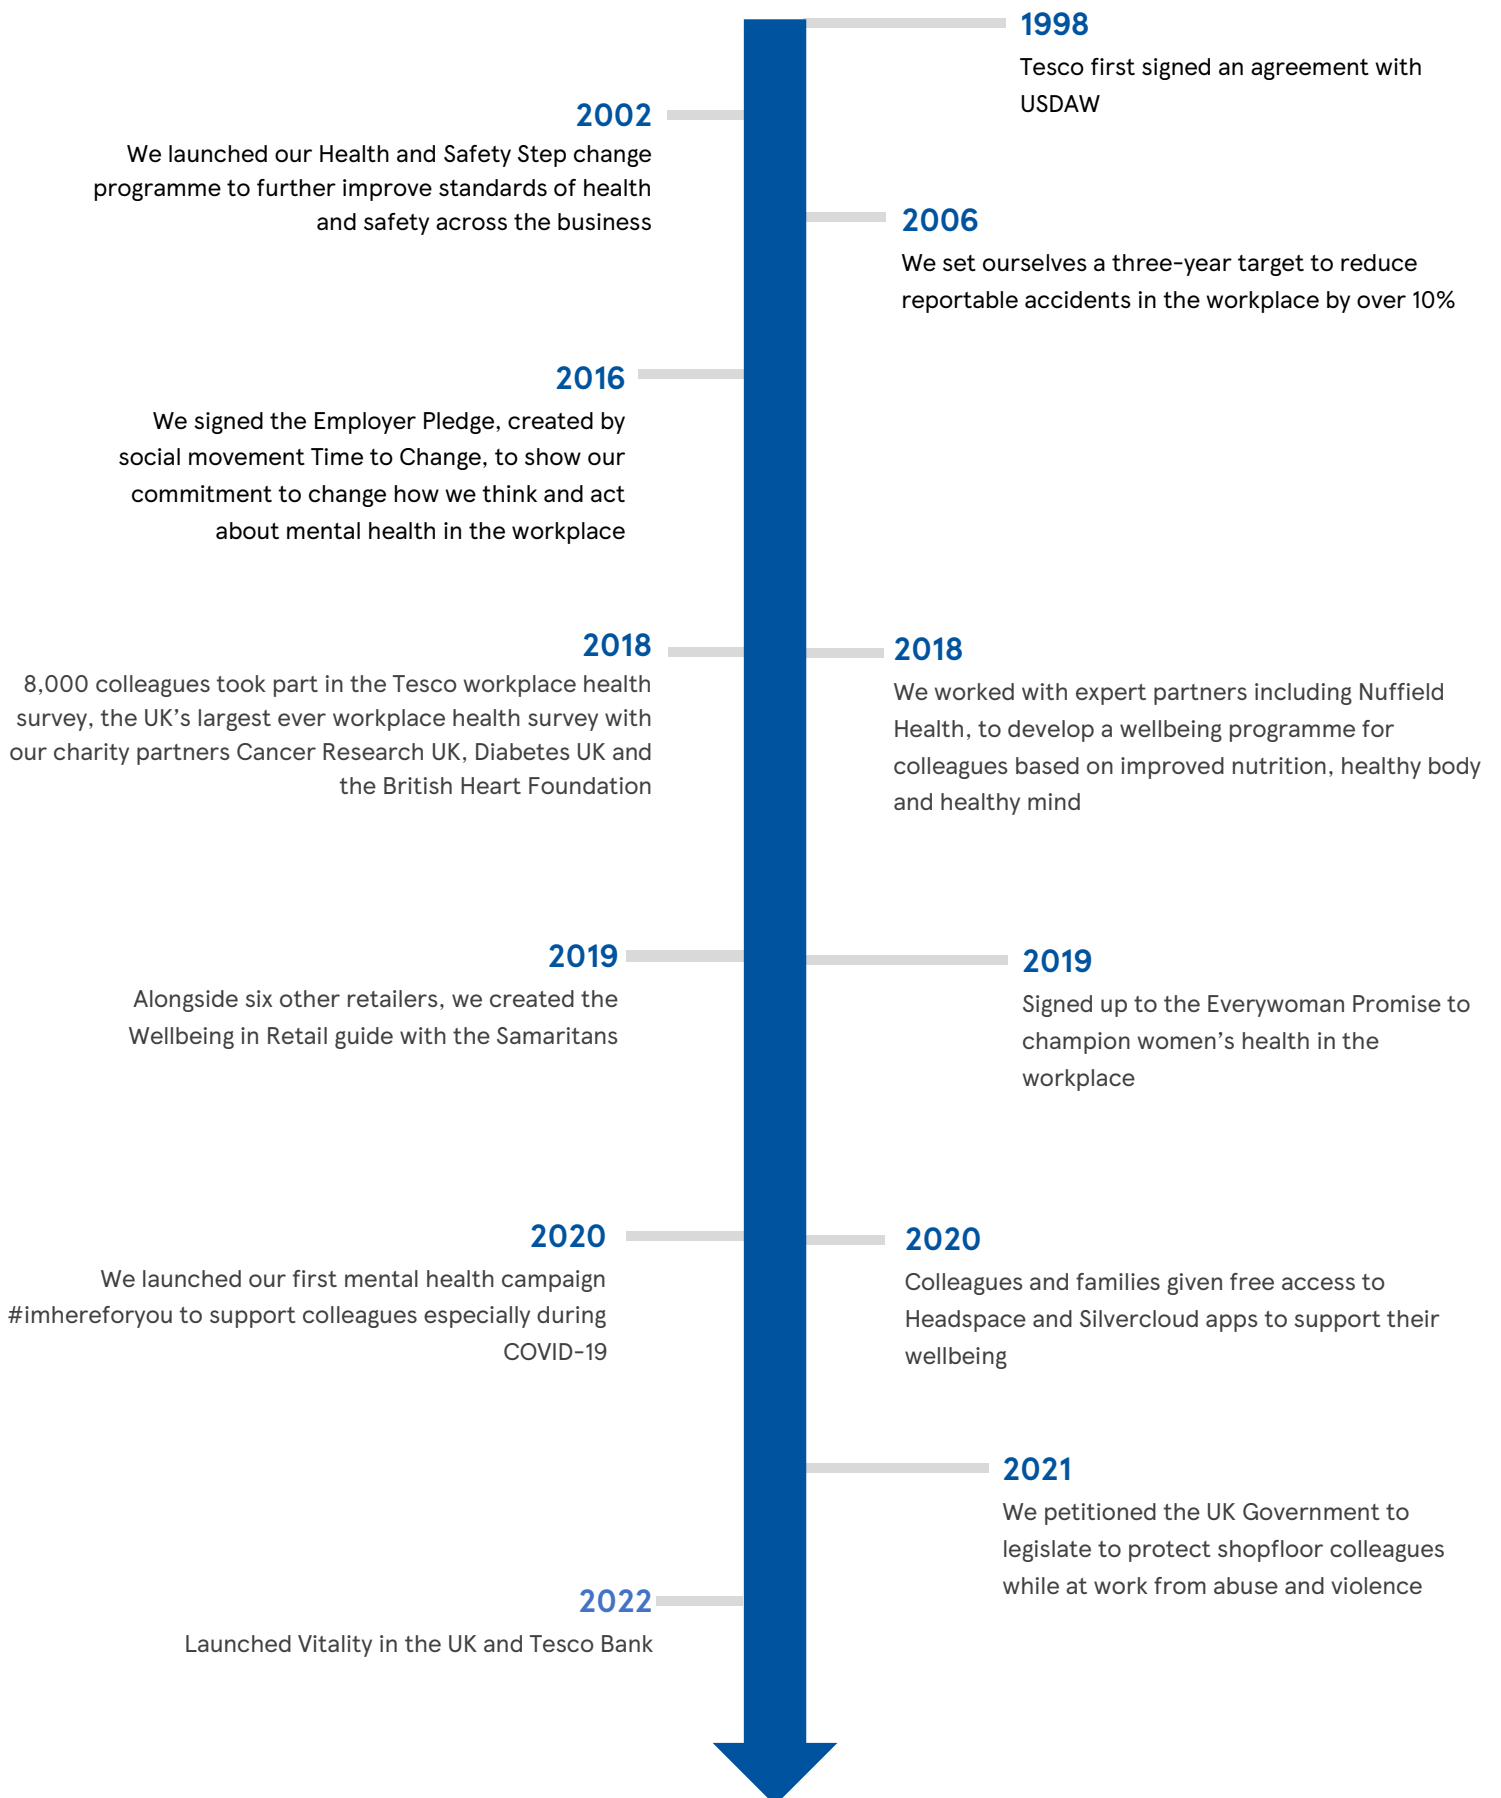 1998
Tesco first signed an agreement with
USDAW
2002
We launched our Health and Safety Step change
programme to further improve standards of health
and safety across the business
2006
We set ourselves a three-year target to reduce
reportable accidents in the workplace by over 10%
2016
We signed the Employer Pledge, created by
social movement Time to Change, to show our
commitment to change how we think and act
about mental health in the workplace
2018
8,000 colleagues took part in the Tesco workplace health
survey, the UK’s largest ever workplace health survey with
our charity partners Cancer Research UK, Diabetes UK and
the British Heart Foundation
2018
We worked with expert partners including Nuffield
Health, to develop a wellbeing programme for
colleagues based on improved nutrition, healthy body
and healthy mind
2019
Alongside six other retailers, we created the
Wellbeing in Retail guide with the Samaritans
2019
Signed up to the Everywoman Promise to
champion women’s health in the
workplace
2020
We launched our first mental health campaign
#imhereforyou to support colleagues especially during
COVID-19
2020
Colleagues and families given free access to
Headspace and Silvercloud apps to support their
wellbeing
2021
We petitioned the UK Government to
legislate to protect shopfloor colleagues
while at work from abuse and violence
2022
Launched Vitality in the UK and Tesco Bank